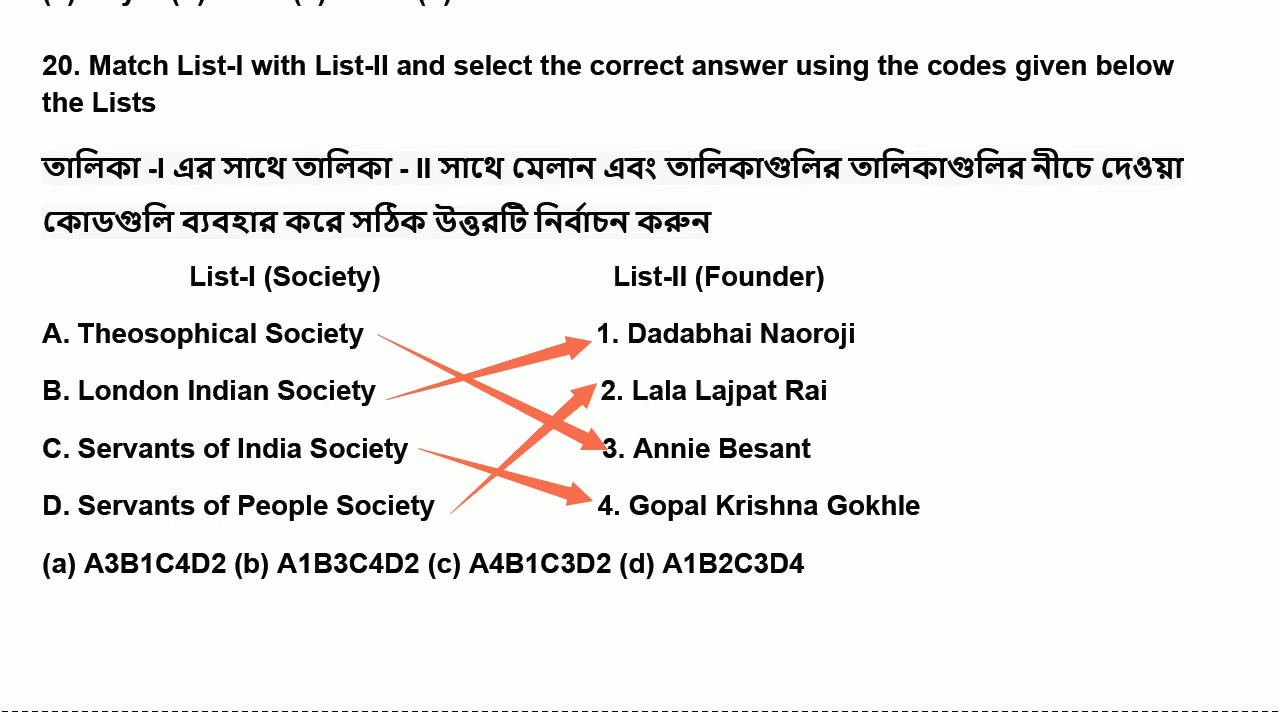 20. Match List-I with List-II and select the correct answer using the codes given below
the Lists
তালিকা -I এর সাথে তালিকা - II সাথে মেলান এবং তালিকাগুলির তালিকাগুলির নীচে দেওয়া
কোডগুলি ব্যবহার করে সঠিক উত্তরটি নির্বাচন করুন
List-I (Society) List-II (Founder)
A. Theosophical Society 1. Dadabhai Naoroji
B. London Indian Society 2. Lala Lajpat Rai
C. Servants of India Society 3. Annie Besant
D. Servants of People Society 4. Gopal Krishna Gokhle
(a) A3B1C4D2 (b) A1B3C4D2 (c) A4B1C3D2 (d) A1B2C3D4